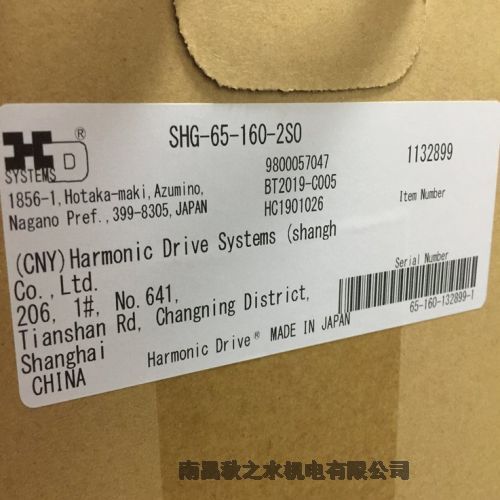 SHG-65-160-2SO
HD ®
SYSTEMS
1856-1, Hotaka-maki, Azumino,
Nagano Pref., 399-8305, JAPAN
9800057047
BT2019-C005
HC1901026
1132899
Item Number
(CNY)Harmonic Drive Systems (shangh
Co., Ltd.
206, 1#, No. 641,
Tianshan Rd, Changning District,
Shanghai
CHINA
Serial Number
65-160-132899-1
Harmonic Drive® MADE IN JAPAN
南昌秋之水机电有限公司